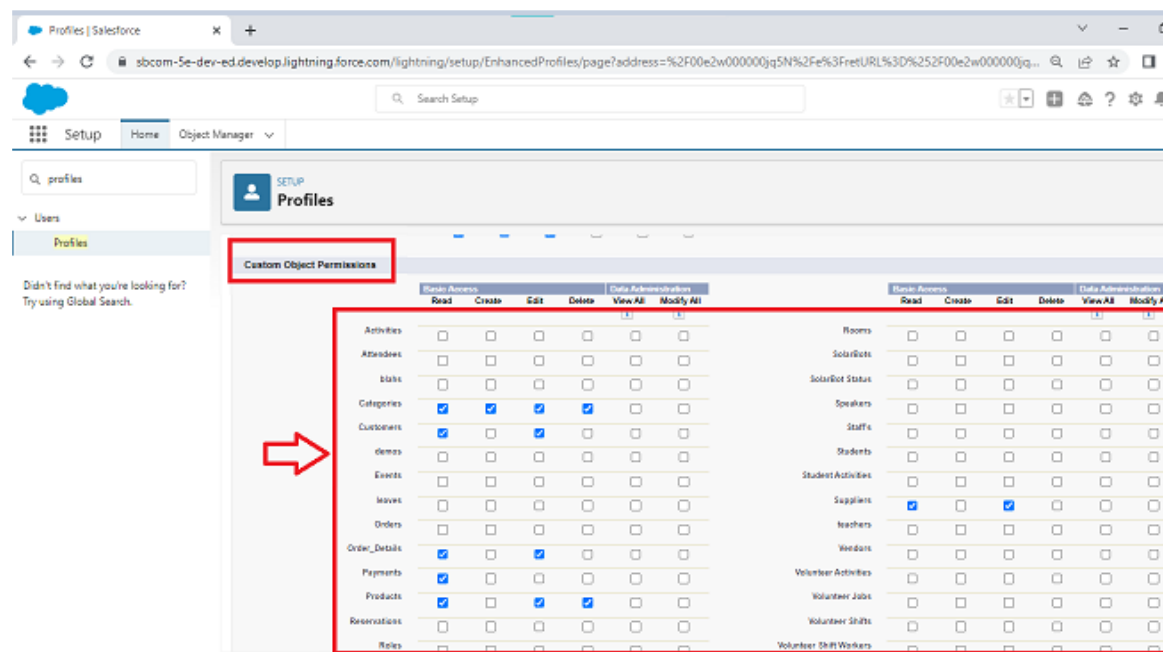 Profiles | Salesforce
sbcom-5e-dev-ed.develop.lightning.force.com/lightning/setup/EnhancedProfiles/page?address=%2F00e2w000000jq5N%2Fe%3FretURL%3D%252F00e2w000000jq...
Search Setup
Setup Home Object Manager
profiles
SETUP
Profiles
Users
Profiles
Didn't find what you're looking for?
Try using Global Search.
Custom Object Permissions
Basic Access Data Administration Basic Access Data Administration
Read Create Edit Delete View All Modify All Read Create Edit Delete View All Modify A
Activities Rooms
Attendees SolarBots
blahs SolarBot Status
Categories Speakers
Customers Staffs
demos Students
Events Student Activities
leaves Suppliers
Orders teachers
Order_Details Vendors
Payments Volunteer Activities
Products Volunteer Jobs
Reservations Volunteer Shifts
Roles Volunteer Shift Workers